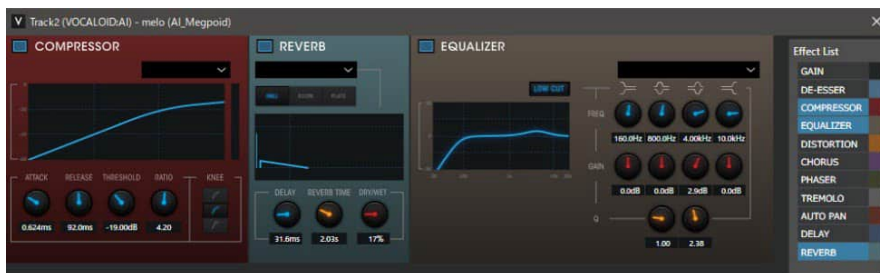 V Track2 (VOCALOID:AI) - melo (AI_Megpoid)
COMPRESSOR
ATTACK RELEASE THRESHOLD RATIO KNEE
0.624ms 92.0ms -19.00dB 4.20
REVERB
HALL ROOM PLATE
DELAY REVERB TIME DRY/WET
31.6ms 2.03s 17%
EQUALIZER
LOW CUT
FREQ
160.0Hz 800.0Hz 4.00kHz 10.0kHz
GAIN
0.0dB 0.0dB 2.9dB 0.0dB
Q
1.00 2.38
Effect List
GAIN
DE-ESSER
COMPRESSOR
EQUALIZER
DISTORTION
CHORUS
PHASER
TREMOLO
AUTO PAN
DELAY
REVERB